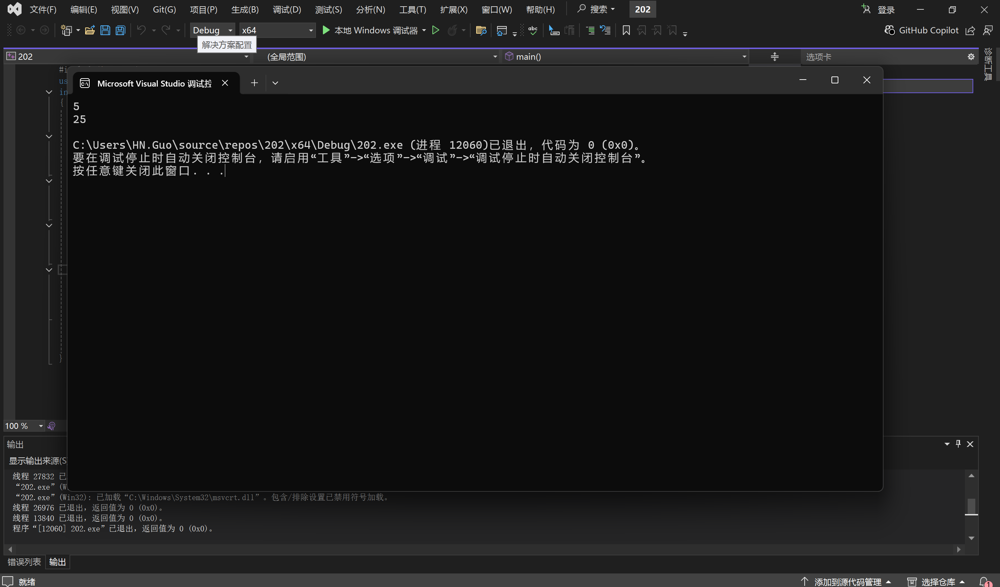 文件(F) 编辑(E) 视图(V) Git(G) 项目(P) 生成(B) 调试(D) 测试(S) 分析(N) 工具(T) 扩展(X) 窗口(W) 帮助(H) 搜索 202 登录
Debug x64 本地 Windows 调试器 abc GitHub Copilot
解决方案配置
202 (全局范围) main() 选项卡
诊断工具
#i
us
in
{
}
Microsoft Visual Studio 调试控
5
25
C:\Users\HN.Guo\source\repos\202\x64\Debug\202.exe (进程 12060)已退出，代码为 0 (0x0)。
要在调试停止时自动关闭控制台，请启用“工具”->“选项”->“调试”->“调试停止时自动关闭控制台”。
按任意键关闭此窗口. . .
100 %
输出
显示输出来源(S)
线程 27832 已
“202.exe”(W
“202.exe”(Win32): 已加载“C:\Windows\System32\msvcrt.dll”。包含/排除设置已禁用符号加载。
线程 26976 已退出，返回值为 0 (0x0)。
线程 13840 已退出，返回值为 0 (0x0)。
程序“[12060] 202.exe”已退出，返回值为 0 (0x0)。
错误列表 输出
就绪 添加到源代码管理 选择仓库 1